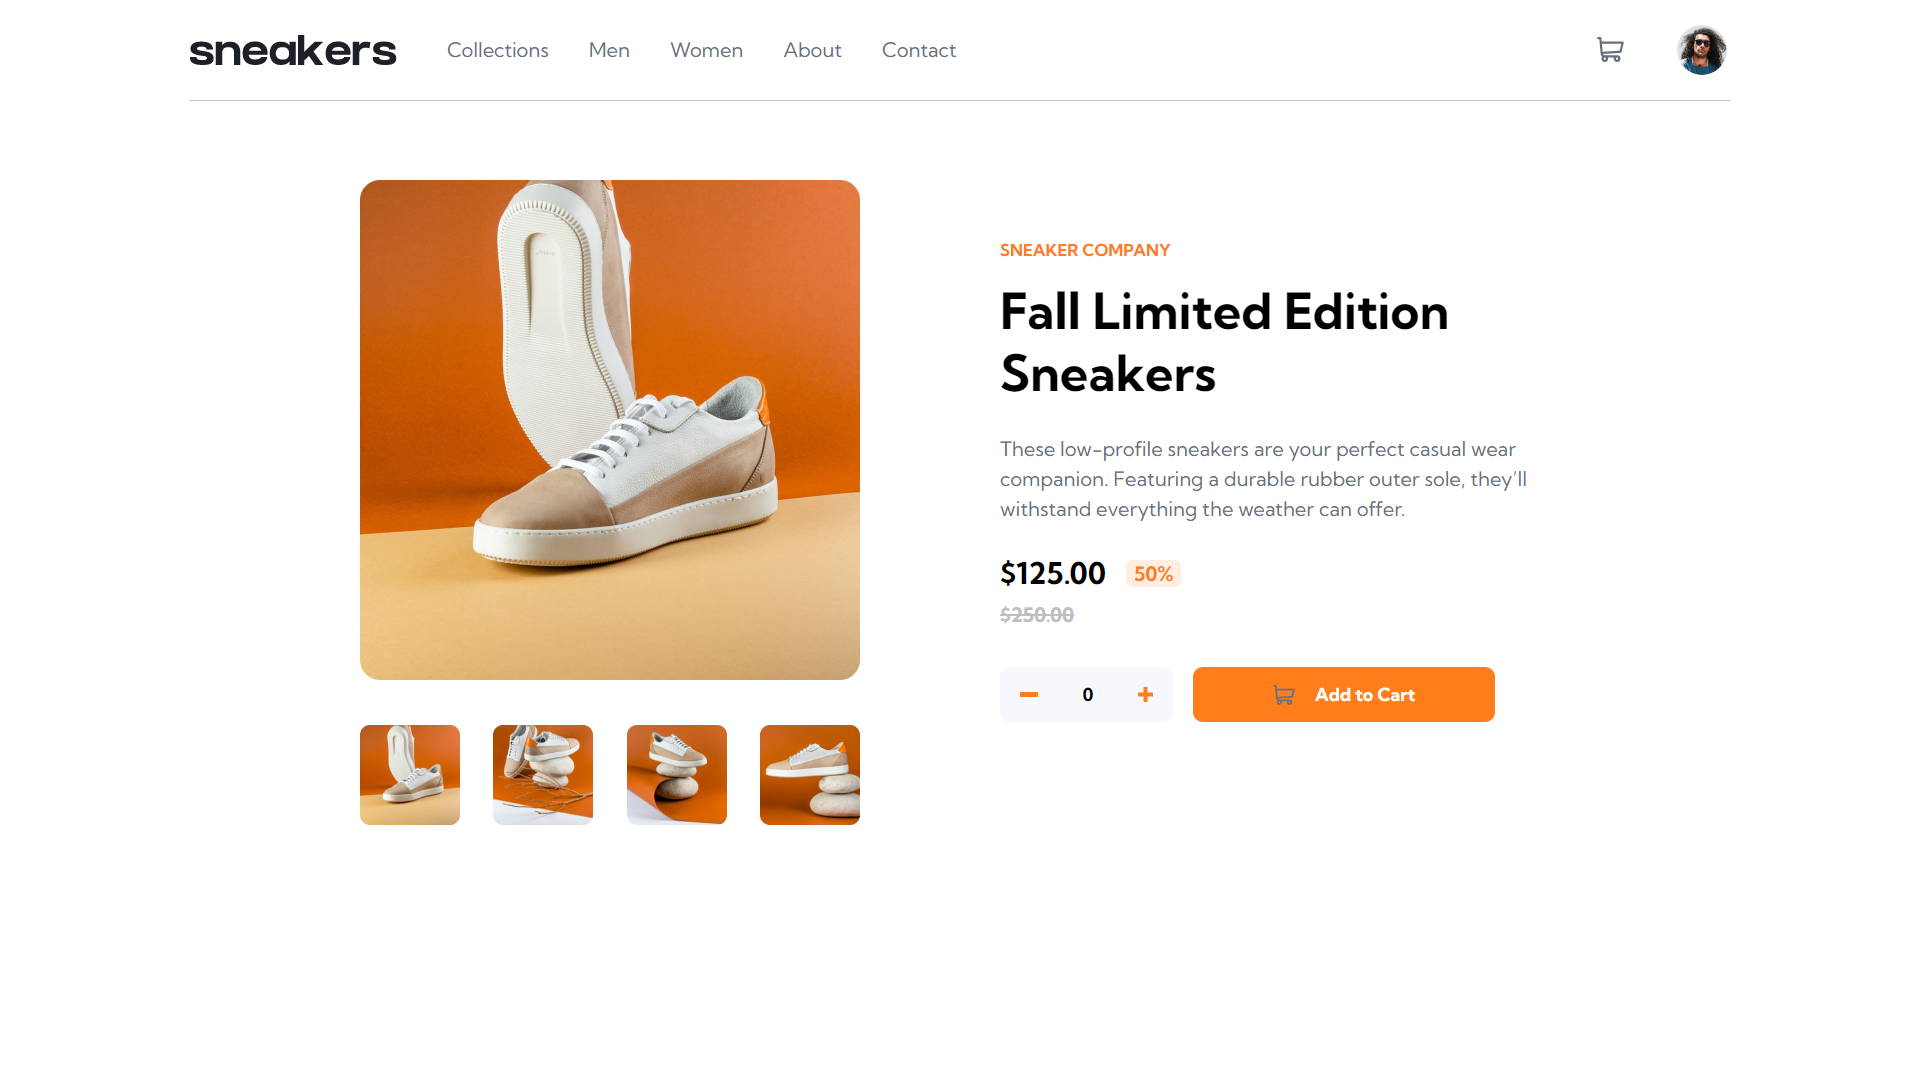 sneakers
Collections
Men
Women
About
Contact
SNEAKER COMPANY
Fall Limited Edition
Sneakers
These low-profile sneakers are your perfect casual wear
companion. Featuring a durable rubber outer sole, they’ll
withstand everything the weather can offer.
$125.00
50%
$250.00
0
Add to Cart